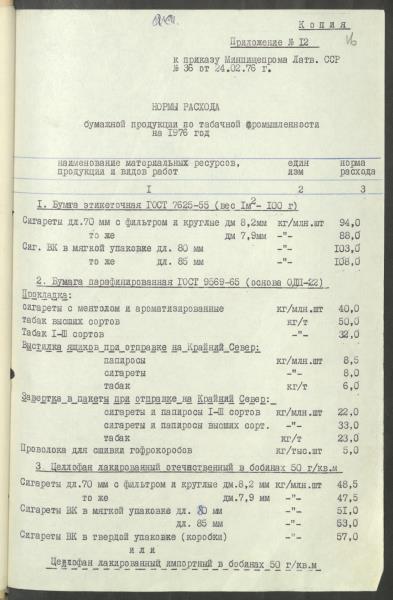 Копия
Приложение № 12
к приказу Минпищепрома Латв. ССР
№ 36 от 24.02.76 г.
НОРМЫ РАСХОДА
бумажной продукции по табачной промышленности
на 1976 год
наименование материальных ресурсов, един норма
продукции и видов работ изм расхода
1 2 3
1. Бумага этикеточная ГОСТ 7625-55 (вес 1м2- 100 г)
Сигареты дл.70 мм с фильтром и круглые дм 8,2мм кг/млн.шт 94,0
то же дм 7,9мм -"- 88,0
Сиг. ВК в мягкой упаковке дл. 80 мм -"- 103,0
то же дл. 85 мм -"- 108,0
2. Бумага парафинированная ГОСТ 9569-65 (основа ОДП-22)
Прокладка:
сигареты с ментолом и ароматизированные кг/млн.шт 40,0
табак высших сортов кг/т 50,0
Табак I-Ш сортов -"- 32,0
Выстилка ящиков при отправке на Крайний Север:
папиросы кг/млн.шт 8,5
сигареты -"- 8,0
табак кг/т 6,0
Завертка в пакеты при отправке на Крайний Север:
сигареты и папиросы I-Ш сортов кг/млн.шт 22,0
сигареты и папиросы высших сорт. -"- 33,0
табак кг/т 23,0
Проволока для сшивки гофрокоробов кг/тыс.шт 5,0
3. Целлофан лакированный отечественный в бобинах 50 г/кв.м
Сигареты дл.70 мм с фильтром и круглые дм.8,2 мм кг/млн.шт 48,5
то же дм.7,9 мм -"- 47,5
Сигареты ВК в мягкой упаковке дл. 80 мм -"- 51,0
дл. 85 мм -"- 53,0
Сигареты ВК в твердой упаковке (коробки) -"- 57,0
или
Целлофан лакированный импортный в бобинах 50 г/кв.м